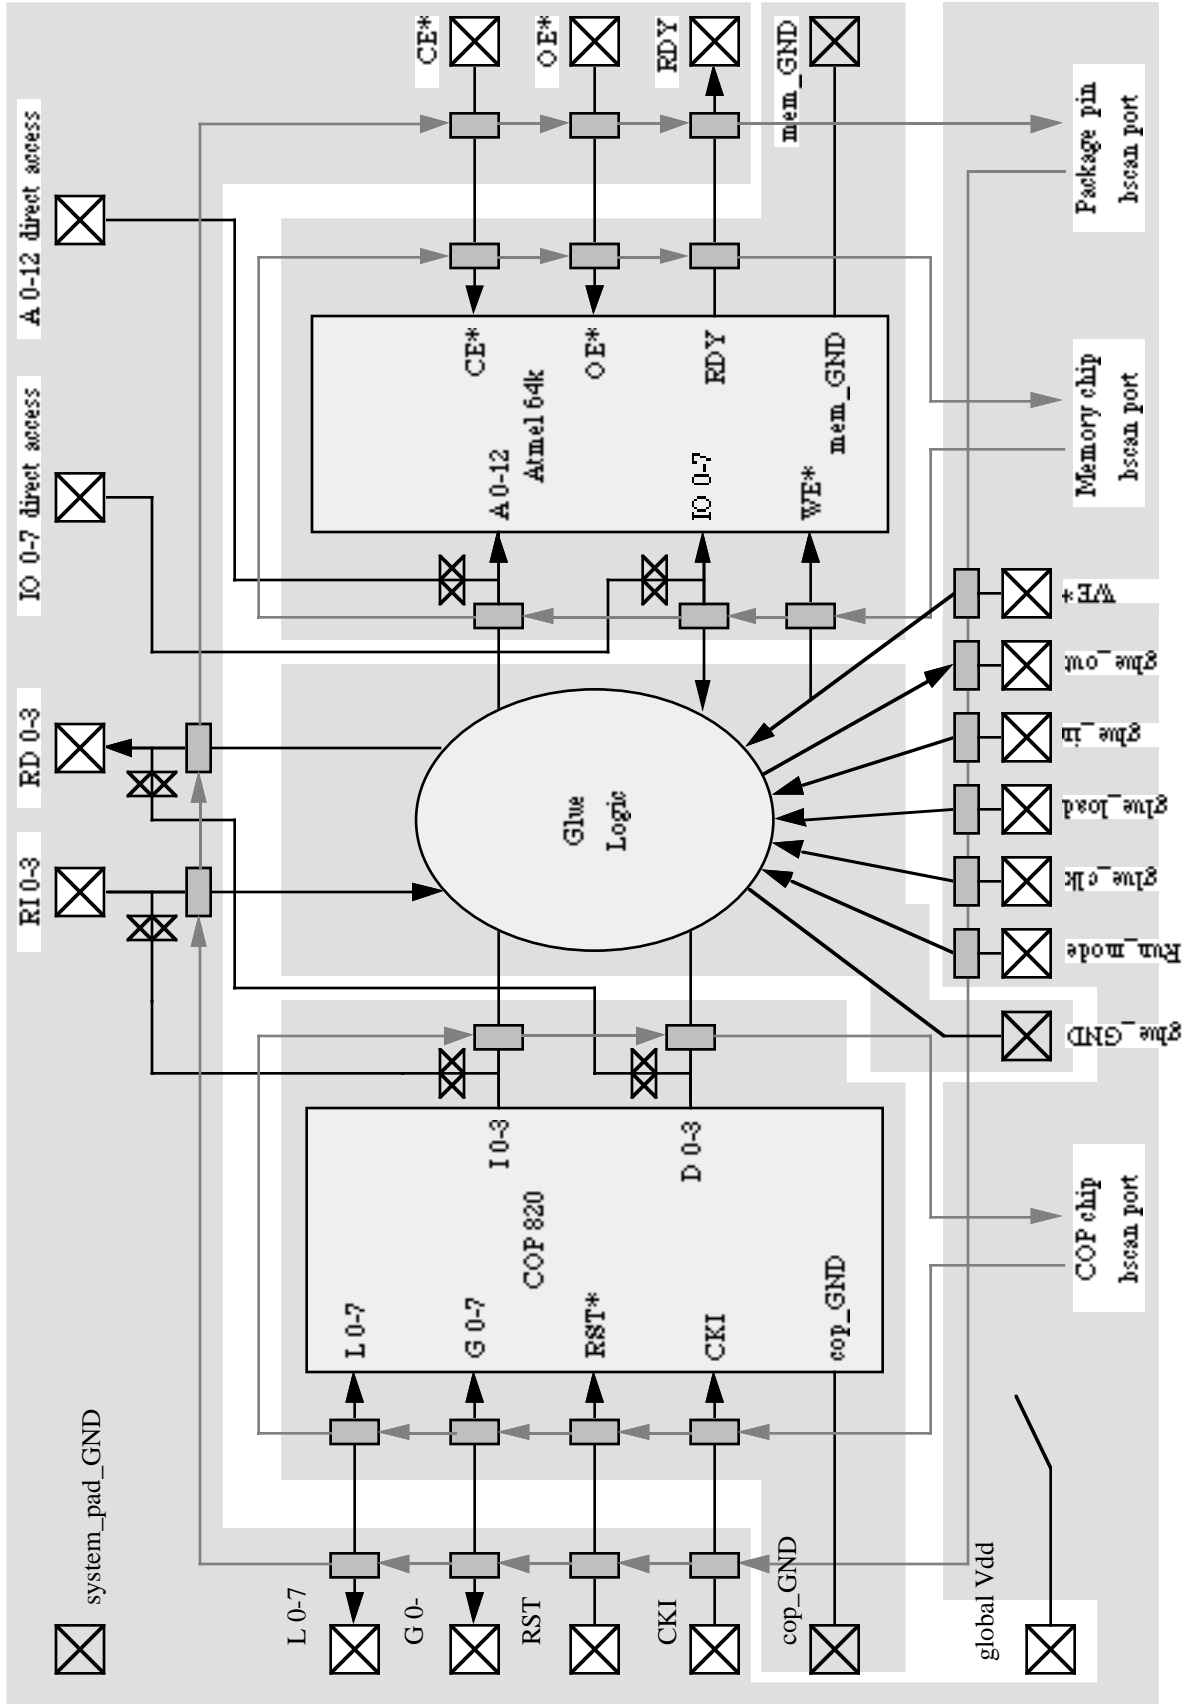 CE*
OE*
RDY
mem_GND
A 0-12 direct access
Package pin
bscan port
CE*
OE*
RDY
mem_GND
Atmel 64k
A 0-12
IO 0-7
WE*
IO 0-7 direct access
Memory chip
bscan port
WE*
glue_out
RD 0-3
glue_in
Glue
Logic
glue_load
RI 0-3
glue_clk
Run_mode
glue_GND
I 0-3
D 0-3
COP 820
COP chip
bscan port
L 0-7
G 0-7
RST*
CKI
cop_GND
system_pad_GND
L 0-7
G 0-
RST
CKI
cop_GND
global Vdd